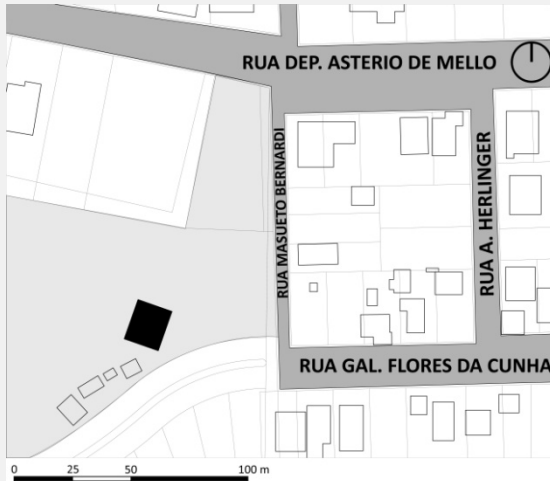 RUA DEP. ASTERIO DE MELLO
RUA MASUETO BERNARDI
RUA A. HERLINGER
RUA GAL. FLORES DA CUNHA
0 25 50 100 m